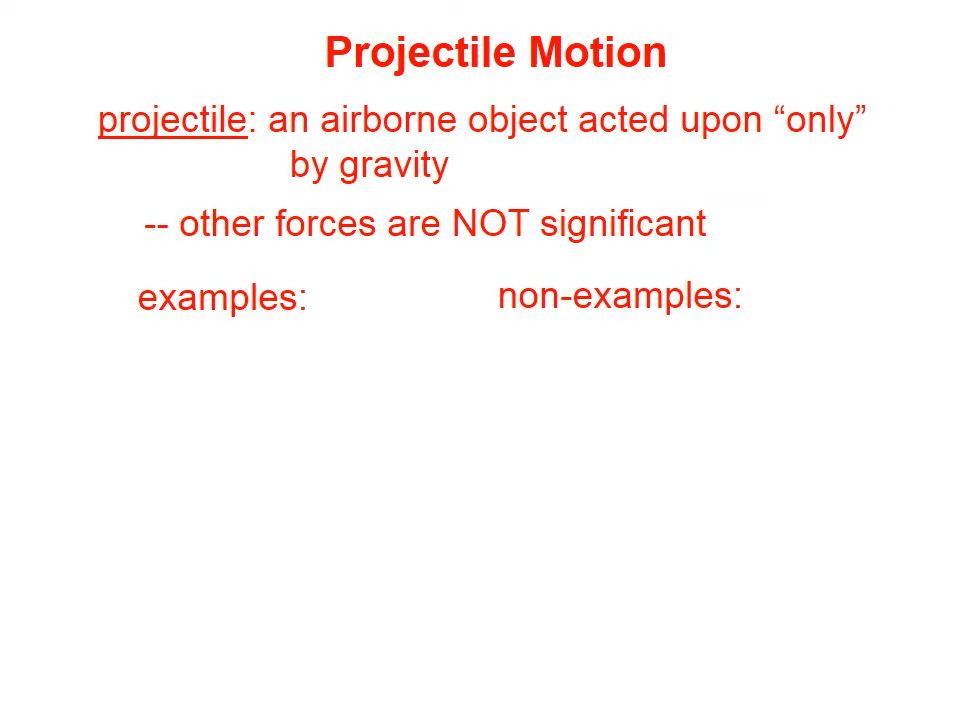 Projectile Motion
projectile: an airborne object acted upon “only”
by gravity
-- other forces are NOT significant
examples:
non-examples: